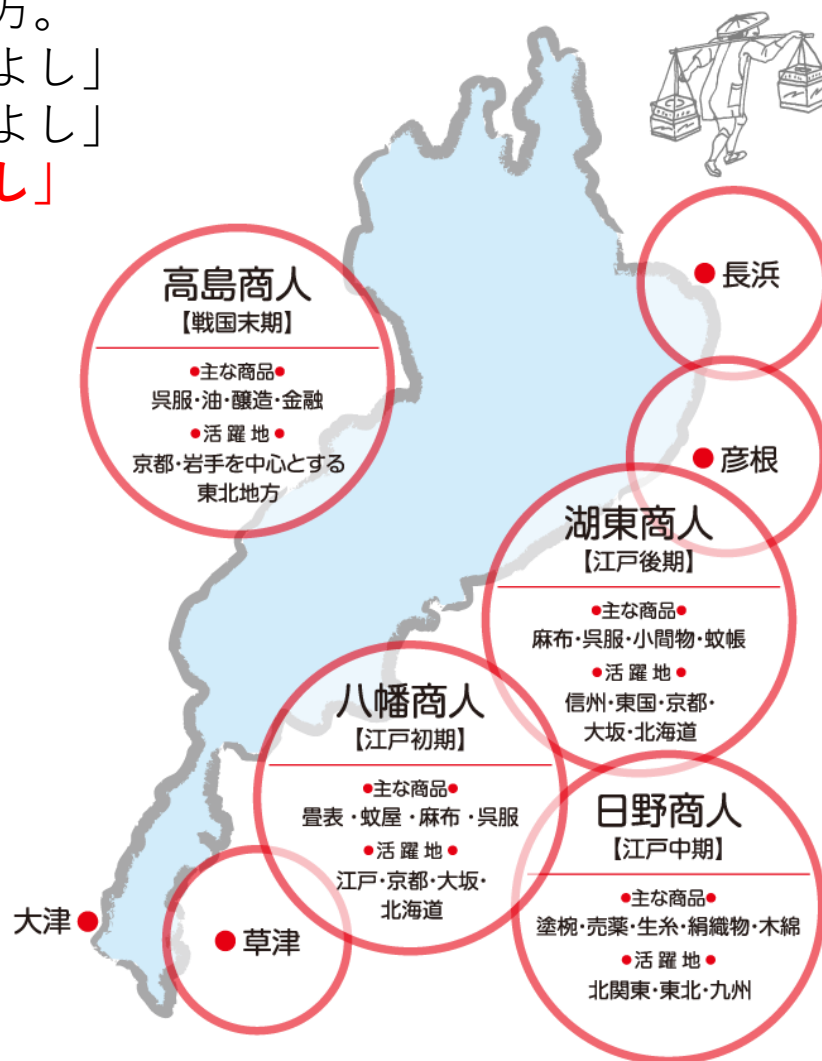 方。
よし」
よし」
し」
長浜
高島商人
【戦国末期】
●主な商品●
呉服・油・醸造・金融
●活躍地●
京都・岩手を中心とする
東北地方
彦根
湖東商人
【江戸後期】
●主な商品●
麻布・呉服・小間物・蚊帳
●活躍地●
信州・東国・京都・
大坂・北海道
八幡商人
【江戸初期】
●主な商品●
畳表・蚊屋・麻布・呉服
●活躍地●
江戸・京都・大坂・
北海道
日野商人
【江戸中期】
●主な商品●
塗椀・売薬・生糸・絹織物・木綿
●活躍地●
北関東・東北・九州
大津
草津